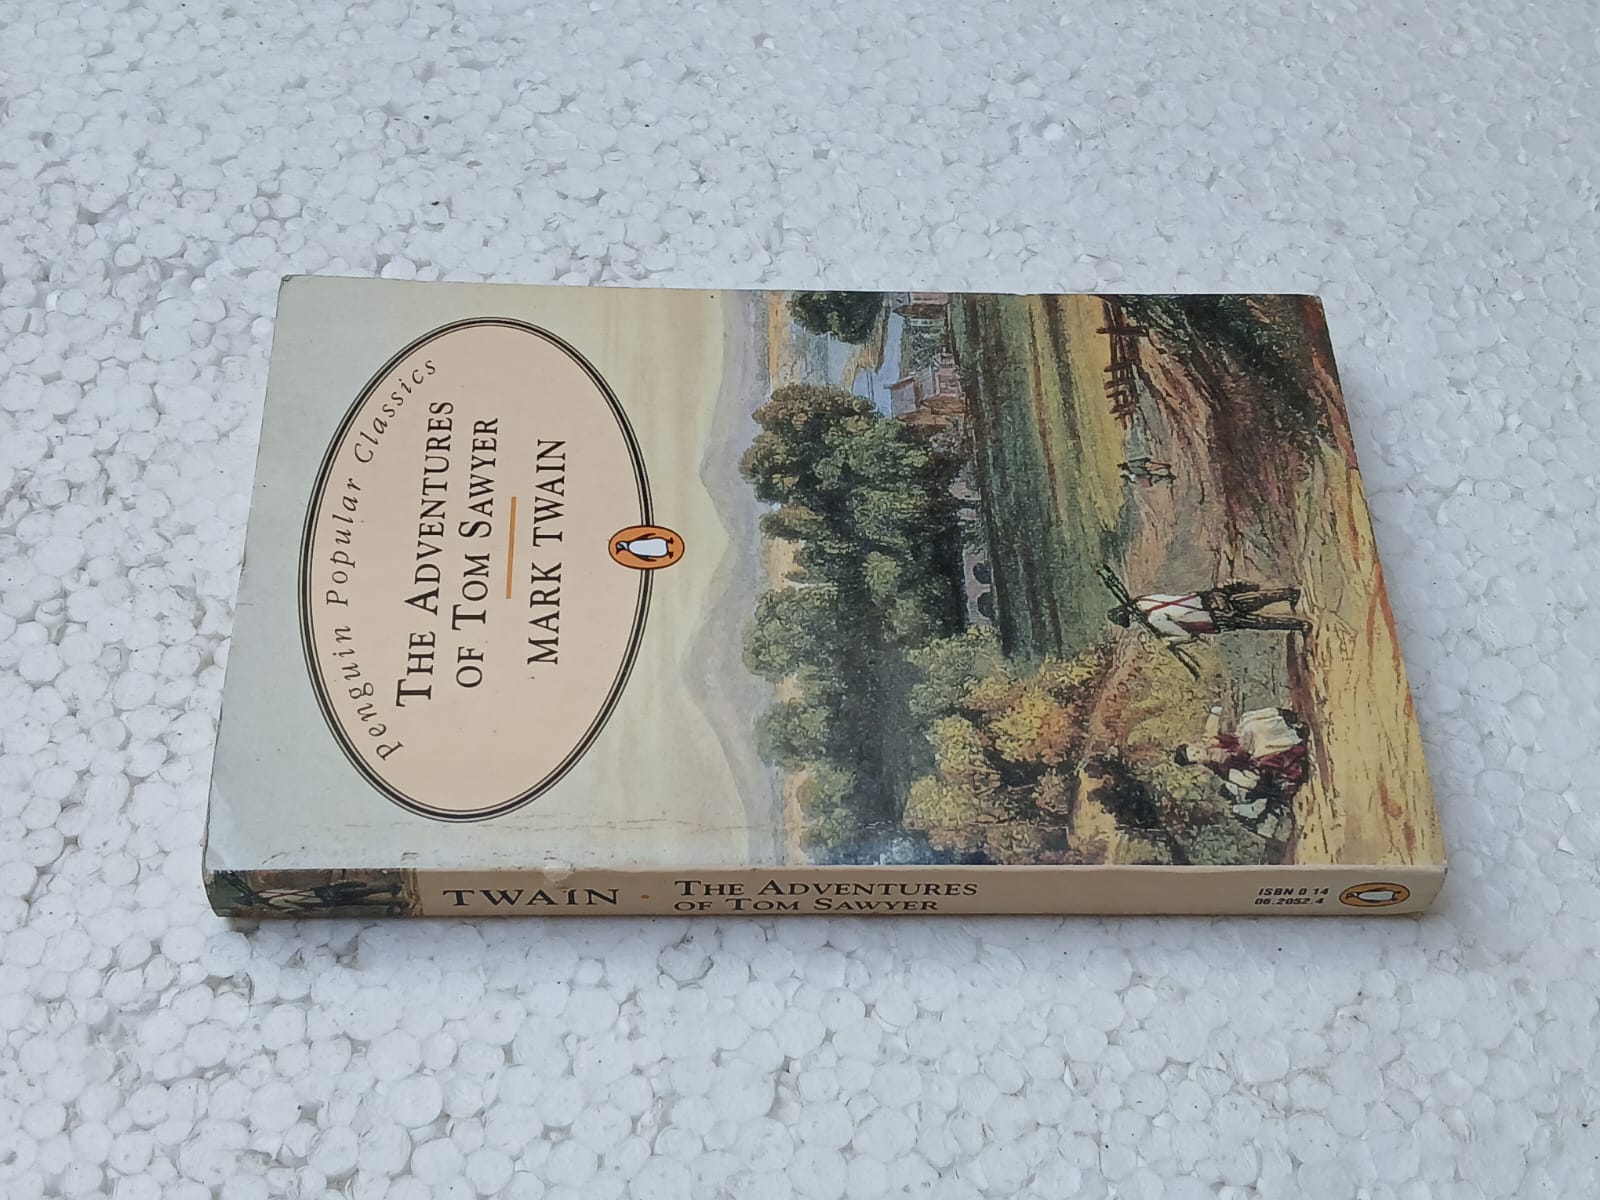 Penguin Popular Classics
THE ADVENTURES
OF TOM SAWYER
MARK TWAIN
TWAIN · THE ADVENTURES
OF TOM SAWYER
ISBN 0 14
06.2052.4